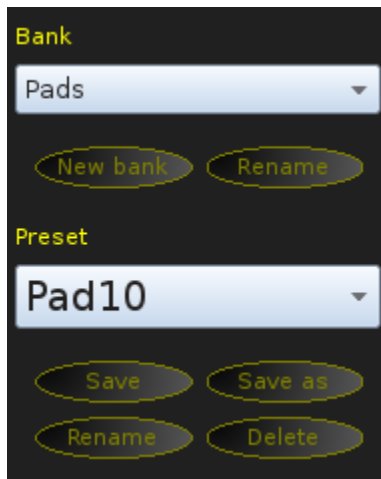 Bank
Pads
New bank Rename
Preset
Pad10
Save Save as
Rename Delete